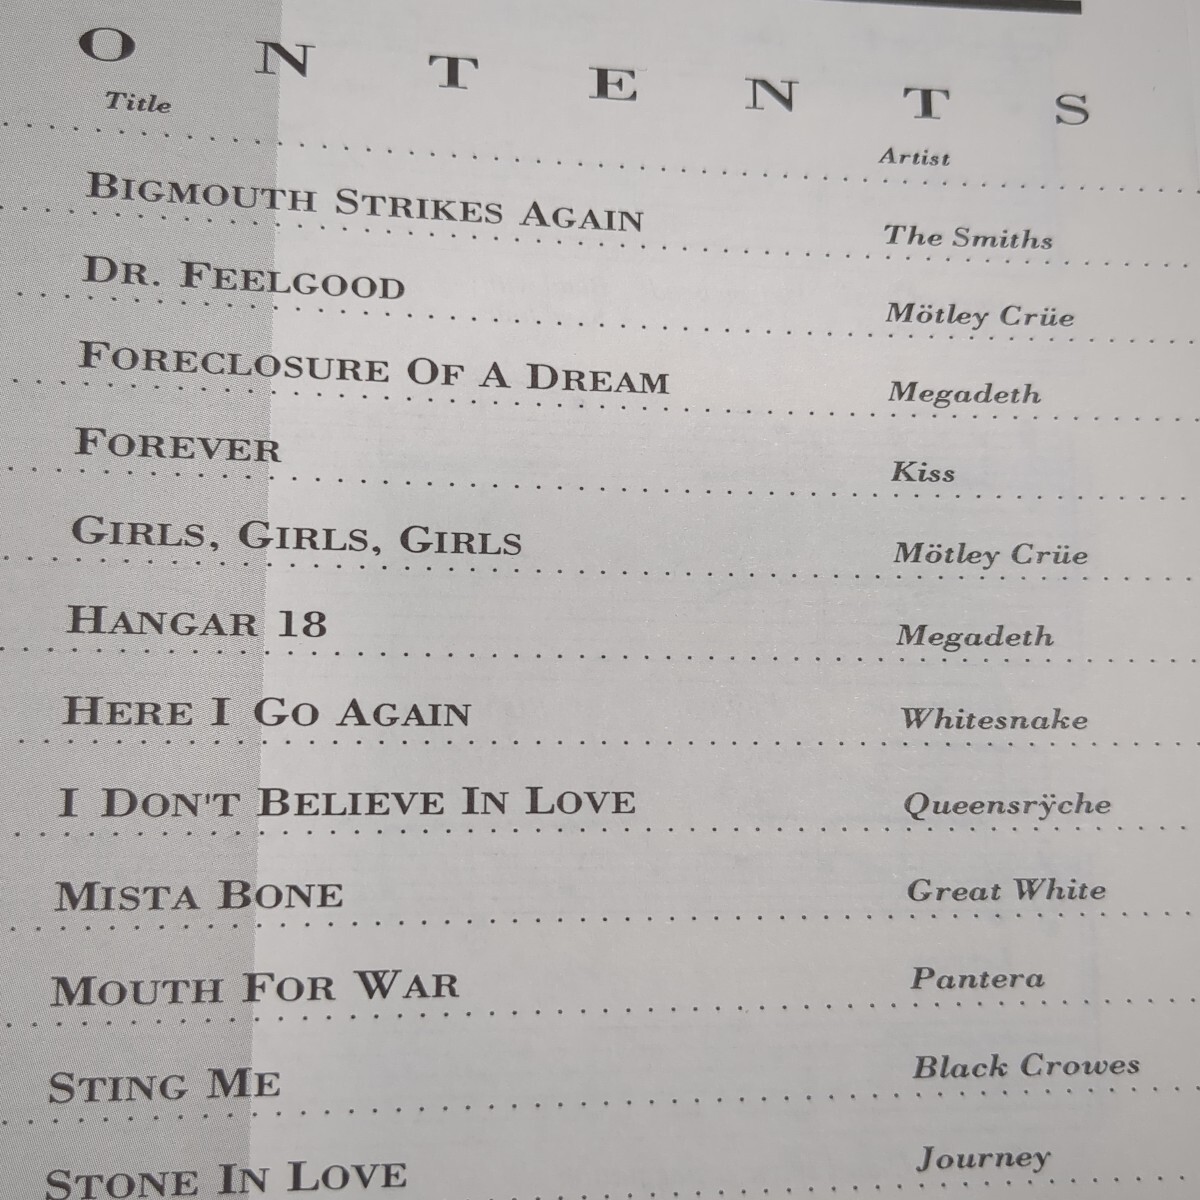 O N T E N T S
Title Artist
BIGMOUTH STRIKES AGAIN The Smiths
DR. FEELGOOD Mötley Crüe
FORECLOSURE OF A DREAM Megadeth
FOREVER Kiss
GIRLS, GIRLS, GIRLS Mötley Crüe
HANGAR 18 Megadeth
HERE I GO AGAIN Whitesnake
I DON'T BELIEVE IN LOVE Queensrÿche
MISTA BONE Great White
MOUTH FOR WAR Pantera
STING ME Black Crowes
STONE IN LOVE Journey